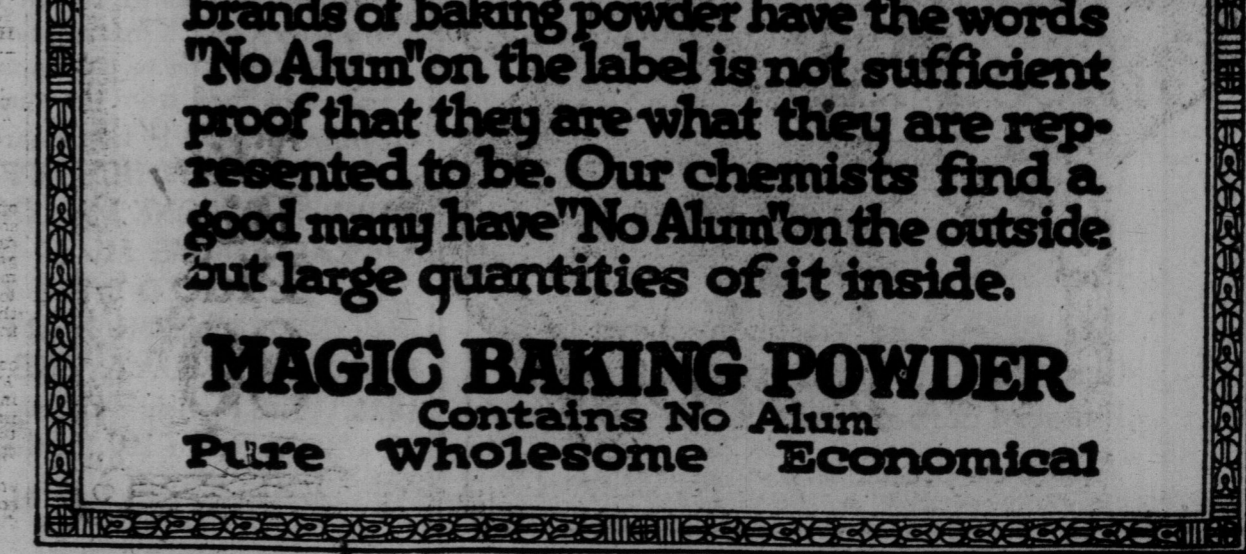 brands of baking powder have the words
"No Alum" on the label is not sufficient
proof that they are what they are rep-
resented to be. Our chemists find a
good many have "No Alum" on the outside,
but large quantities of it inside.
MAGIC BAKING POWDER
Contains No Alum
Pure Wholesome Economical